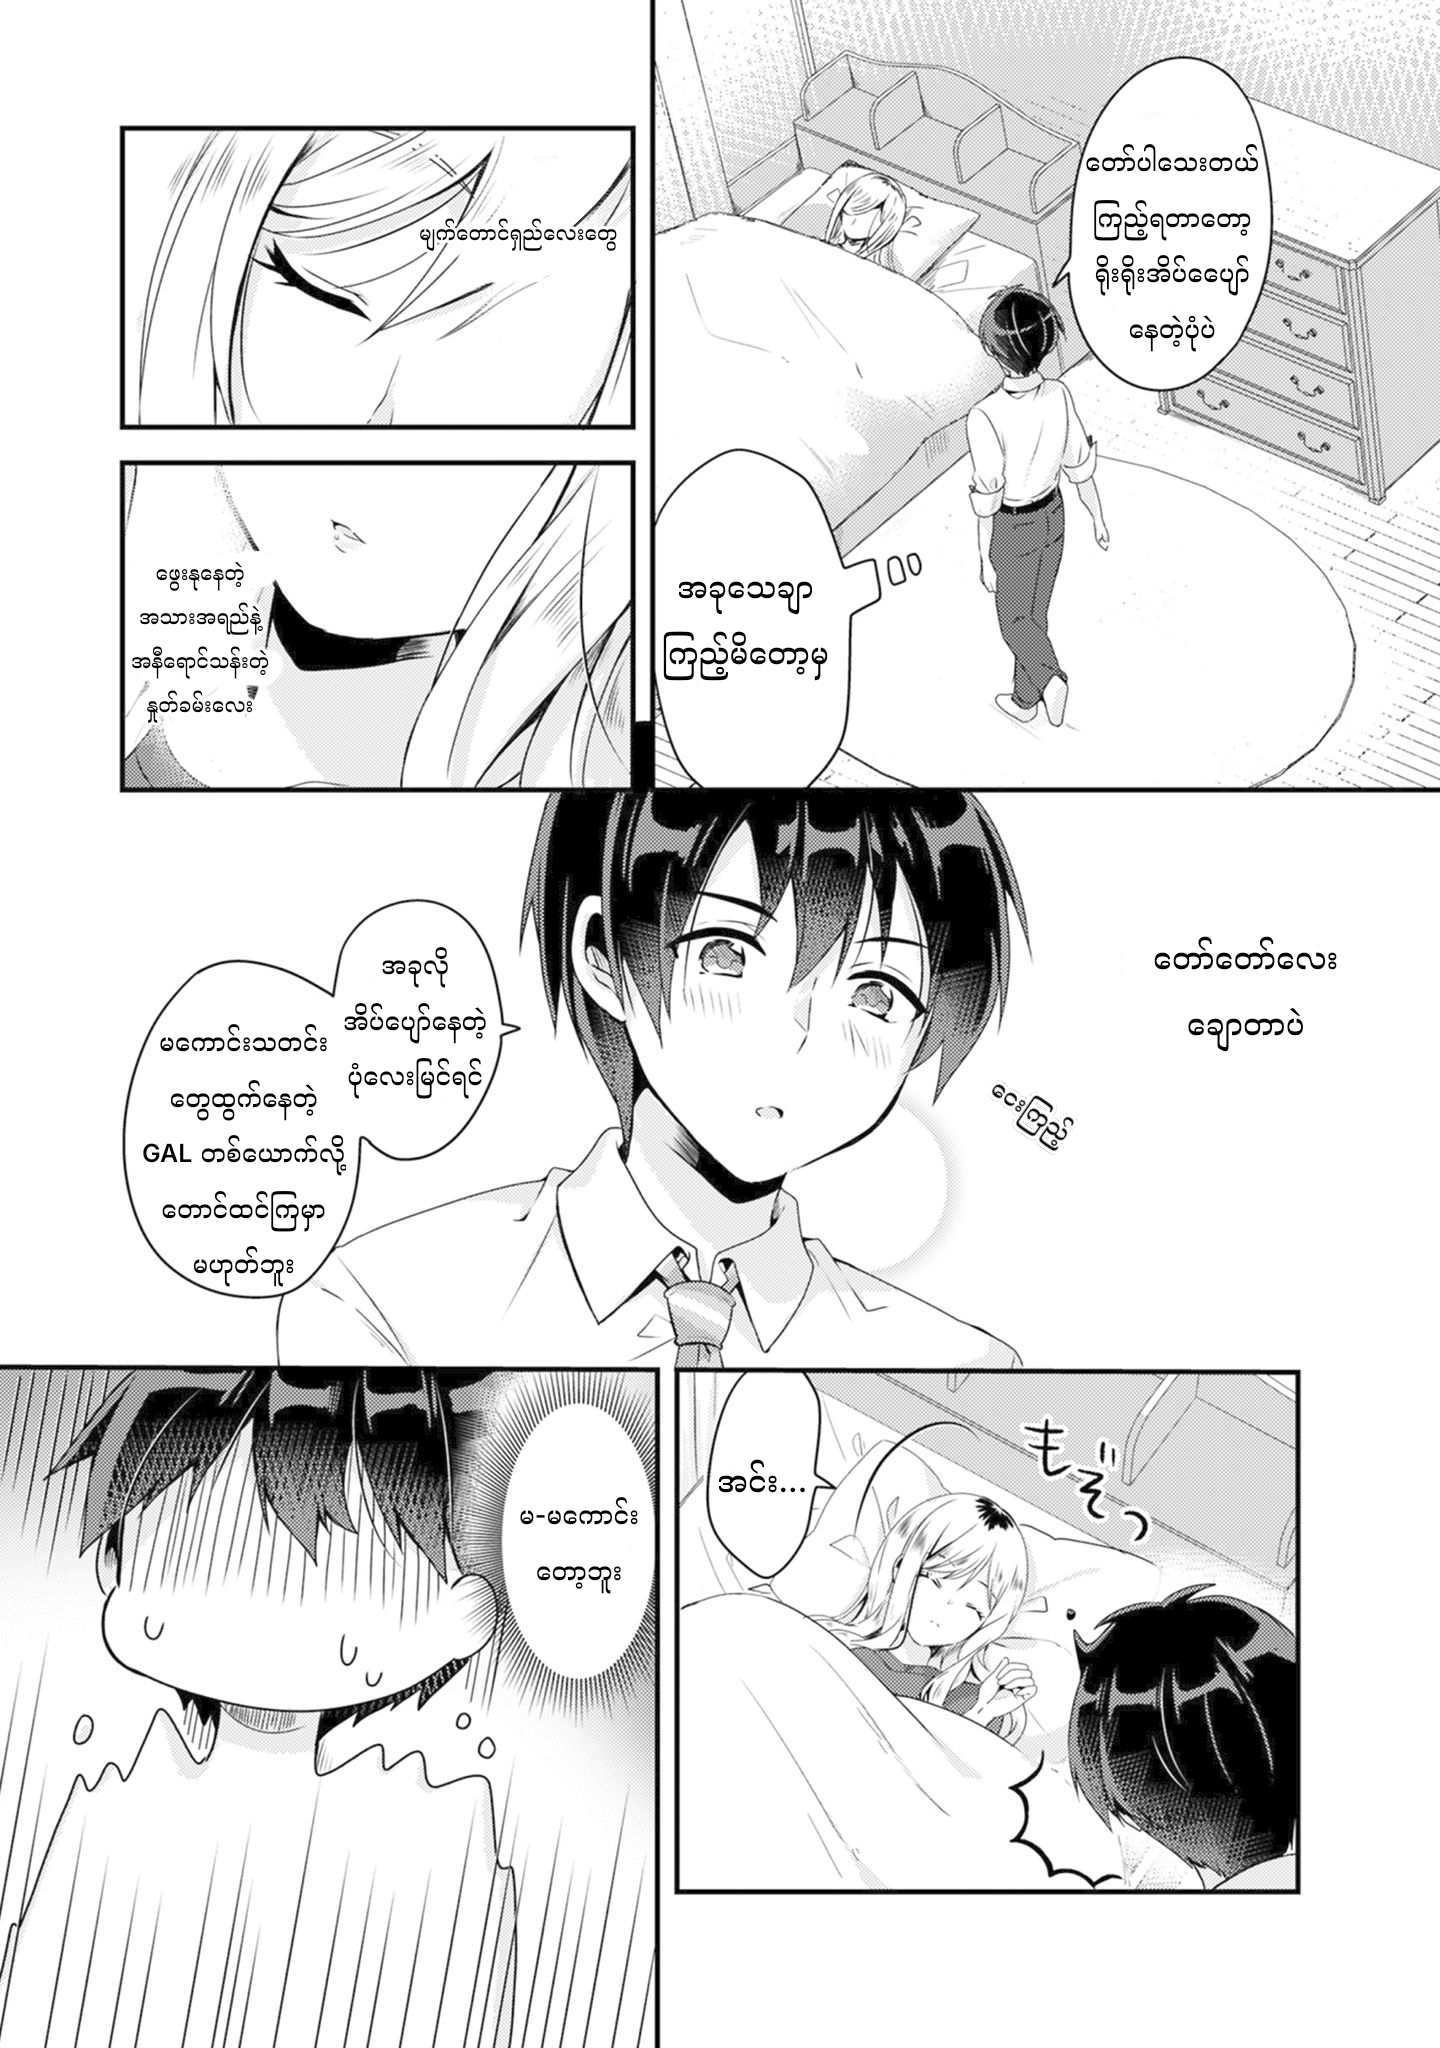 တော်ပါသေးတယ်
ကြည့်ရတာတော့
ရိုးရိုးအိပ်ပျော်
နေတဲ့ပုံပဲ
အခုသေချာ
ကြည့်မိတော့မှ
မျက်တောင်ရှည်လေးတွေ
ဖွေးနုနေတဲ့
အသားအရည်နဲ့
အနီရောင်သန်းတဲ့
နှုတ်ခမ်းလေး
တော်တော်လေး
ချောတာပဲ
ငေးကြည့်
အခုလို
အိပ်ပျော်နေတဲ့
ပုံလေးမြင်ရင်
မကောင်းသတင်း
တွေထွက်နေတဲ့
GAL တစ်ယောက်လို့
တောင်ထင်ကြမှာ
မဟုတ်ဘူး
အင်း...
もぞっ
မ-မကောင်း
တော့ဘူး